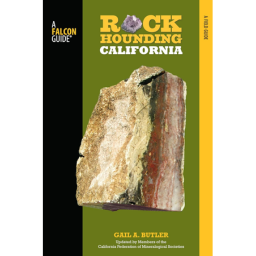 A
FALCON
GUIDE®
ROCK
HOUNDING
CALIFORNIA
A FIELD GUIDE
GAIL A. BUTLER
Updated by Members of the
California Federation of Mineralogical Societies